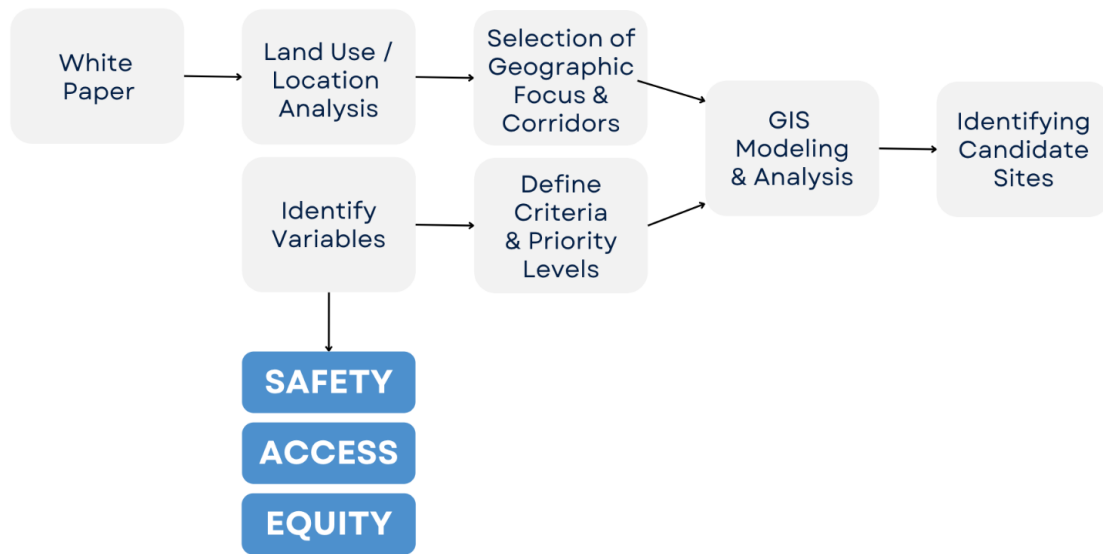 White
Paper
Land Use /
Location
Analysis
Selection of
Geographic
Focus &
Corridors
Identify
Variables
Define
Criteria
& Priority
Levels
GIS
Modeling
& Analysis
Identifying
Candidate
Sites
SAFETY
ACCESS
EQUITY